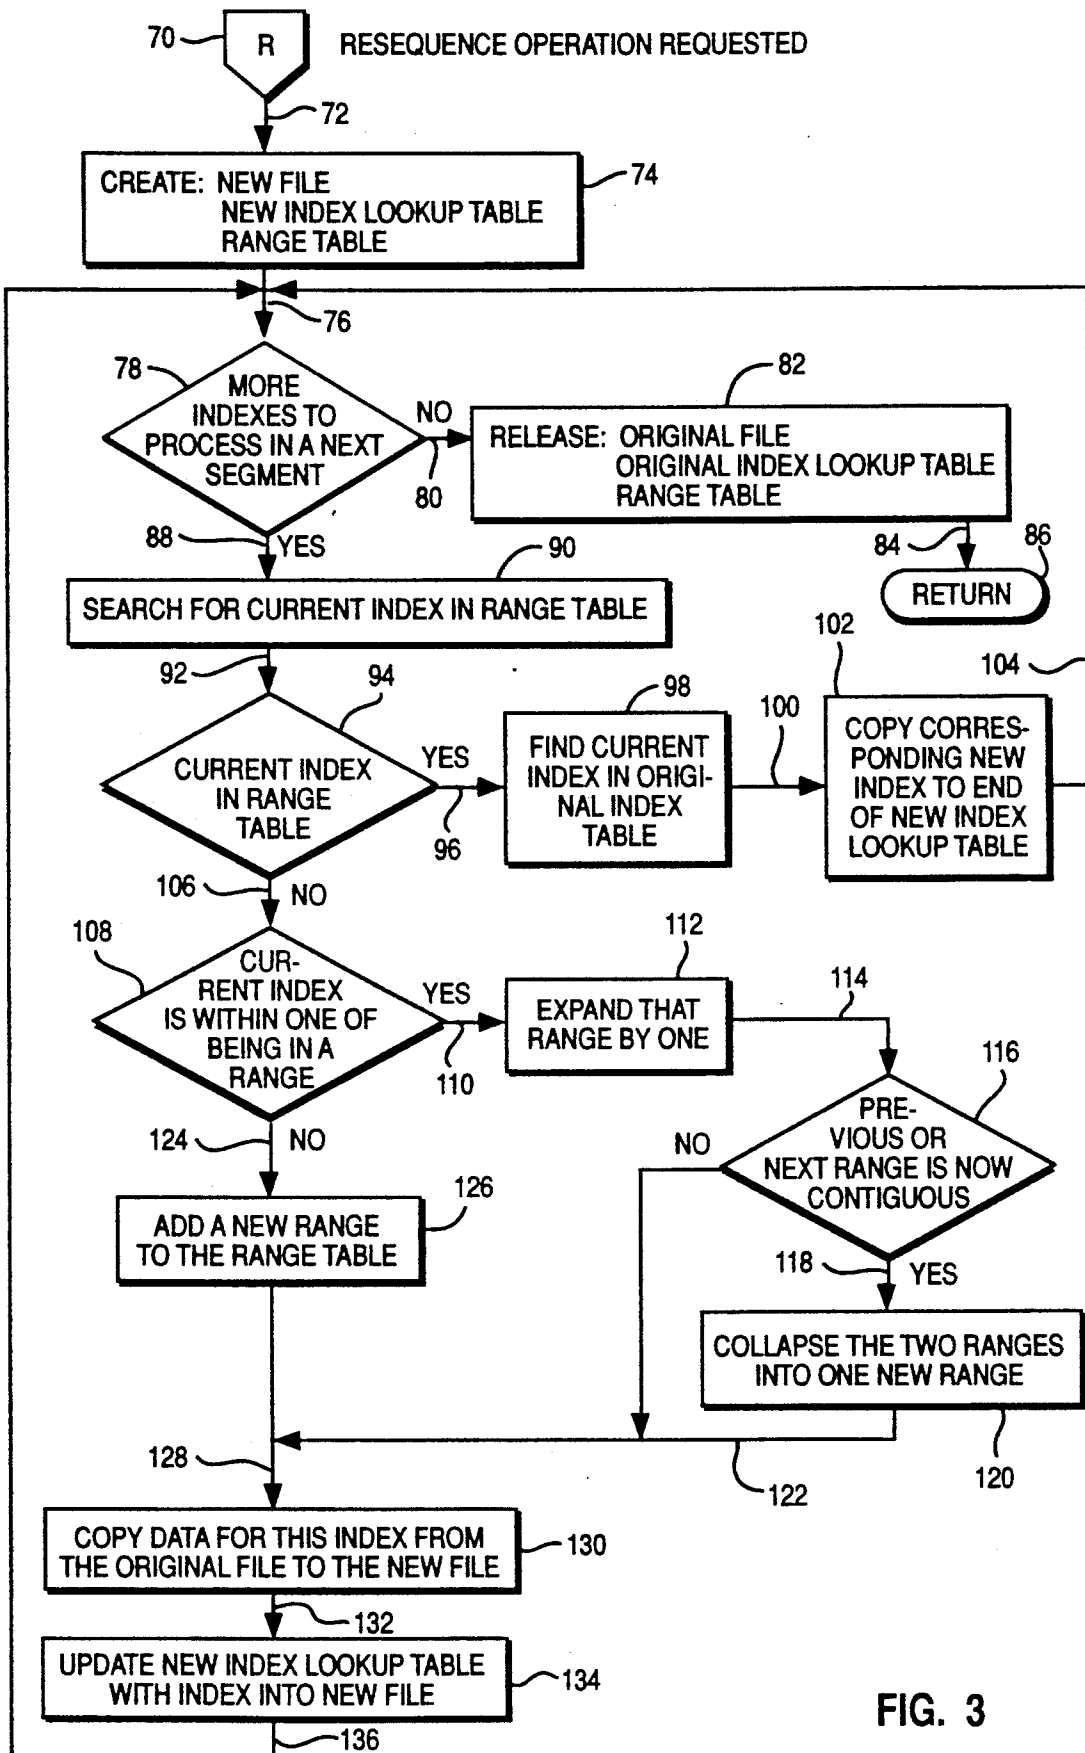 70
R
RESEQUENCE OPERATION REQUESTED
72
CREATE: NEW FILE
NEW INDEX LOOKUP TABLE
RANGE TABLE
74
76
78
MORE
INDEXES TO
PROCESS IN A NEXT
SEGMENT
NO
80
82
RELEASE: ORIGINAL FILE
ORIGINAL INDEX LOOKUP TABLE
RANGE TABLE
84
86
RETURN
88
YES
90
SEARCH FOR CURRENT INDEX IN RANGE TABLE
92
94
CURRENT INDEX
IN RANGE
TABLE
YES
96
98
FIND CURRENT
INDEX IN ORIGI-
NAL INDEX
TABLE
100
102
COPY CORRES-
PONDING NEW
INDEX TO END
OF NEW INDEX
LOOKUP TABLE
104
106
NO
108
CUR-
RENT INDEX
IS WITHIN ONE OF
BEING IN A
RANGE
YES
110
112
EXPAND THAT
RANGE BY ONE
114
116
PRE-
VIOUS OR
NEXT RANGE IS NOW
CONTIGUOUS
NO
118
YES
COLLAPSE THE TWO RANGES
INTO ONE NEW RANGE
120
122
124
NO
126
ADD A NEW RANGE
TO THE RANGE TABLE
128
COPY DATA FOR THIS INDEX FROM
THE ORIGINAL FILE TO THE NEW FILE
130
132
UPDATE NEW INDEX LOOKUP TABLE
WITH INDEX INTO NEW FILE
134
136
FIG. 3